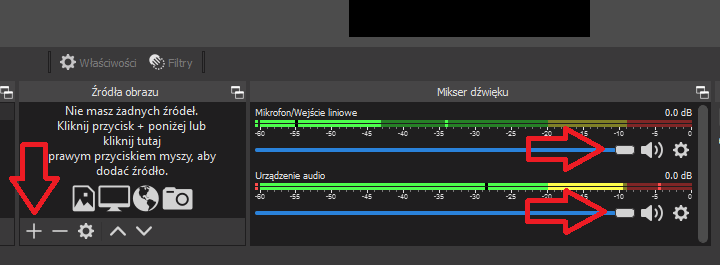 Właściwości
Filtry
Źródła obrazu
Nie masz żadnych źródeł.
Kliknij przycisk + poniżej lub
kliknij tutaj
prawym przyciskiem myszy, aby
dodać źródło.
Mikser dźwięku
Mikrofon/Wejście liniowe 0.0 dB
-60 -55 -50 -45 -40 -35 -30 -25 -20 -15 -10 -5 0
Urządzenie audio 0.0 dB
-60 -55 -50 -45 -40 -35 -30 -25 -20 -15 -10 -5 0